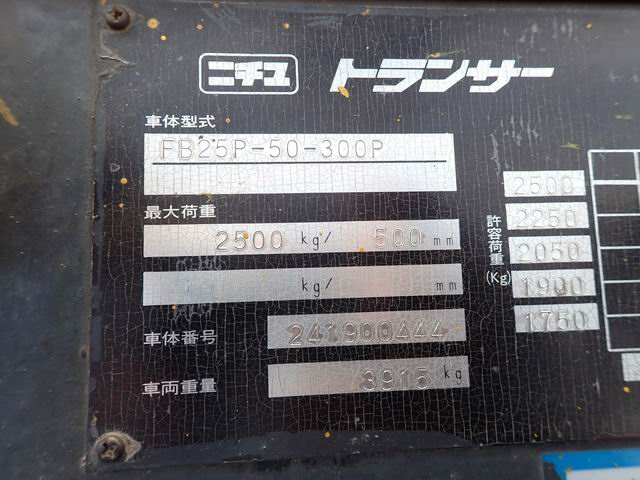 ニチユ トランサー
車体型式
FB25P-50-300P
最大荷重
2500 kg/ 500 mm
kg/ mm
車体番号 241900444
車両重量 3915 kg
許容荷重(Kg)
2500
2250
2050
1900
1750